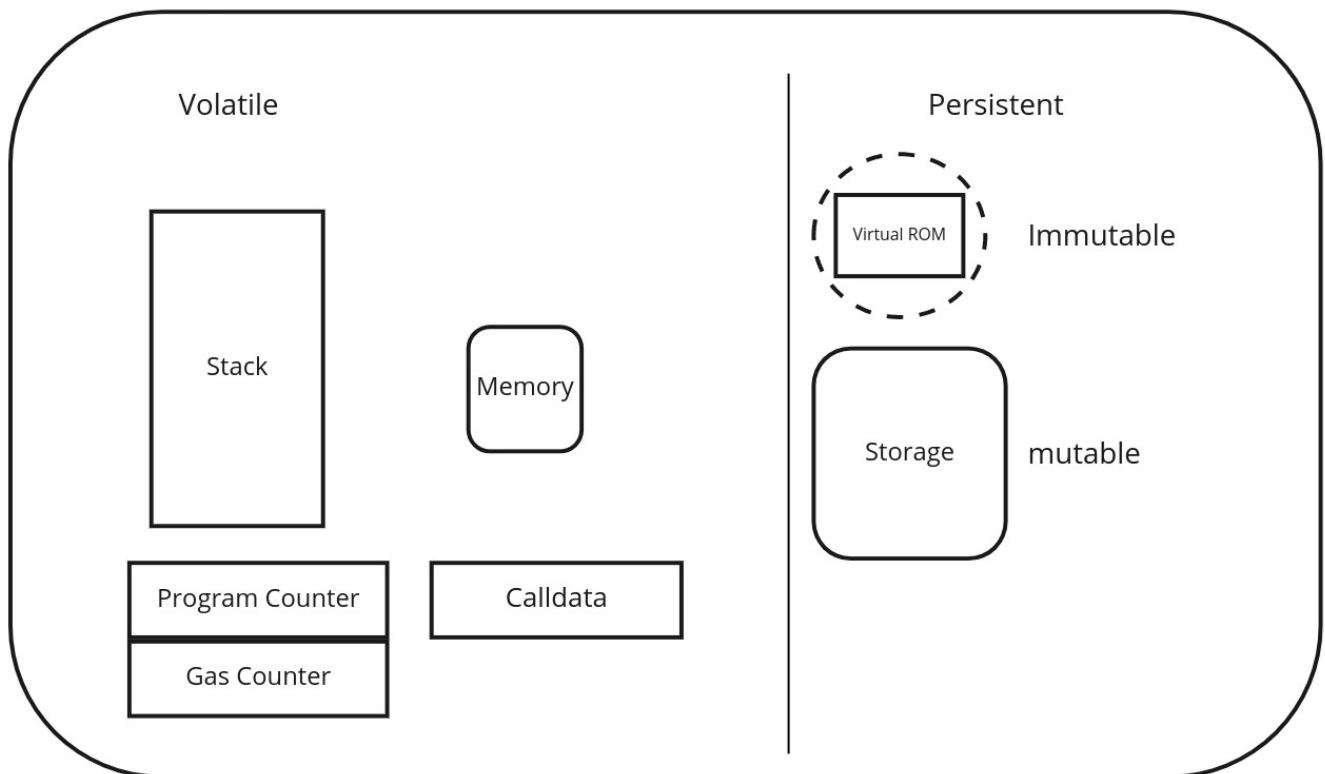 Volatile
Persistent
Virtual ROM
Immutable
Stack
Memory
Storage
mutable
Program Counter
Calldata
Gas Counter